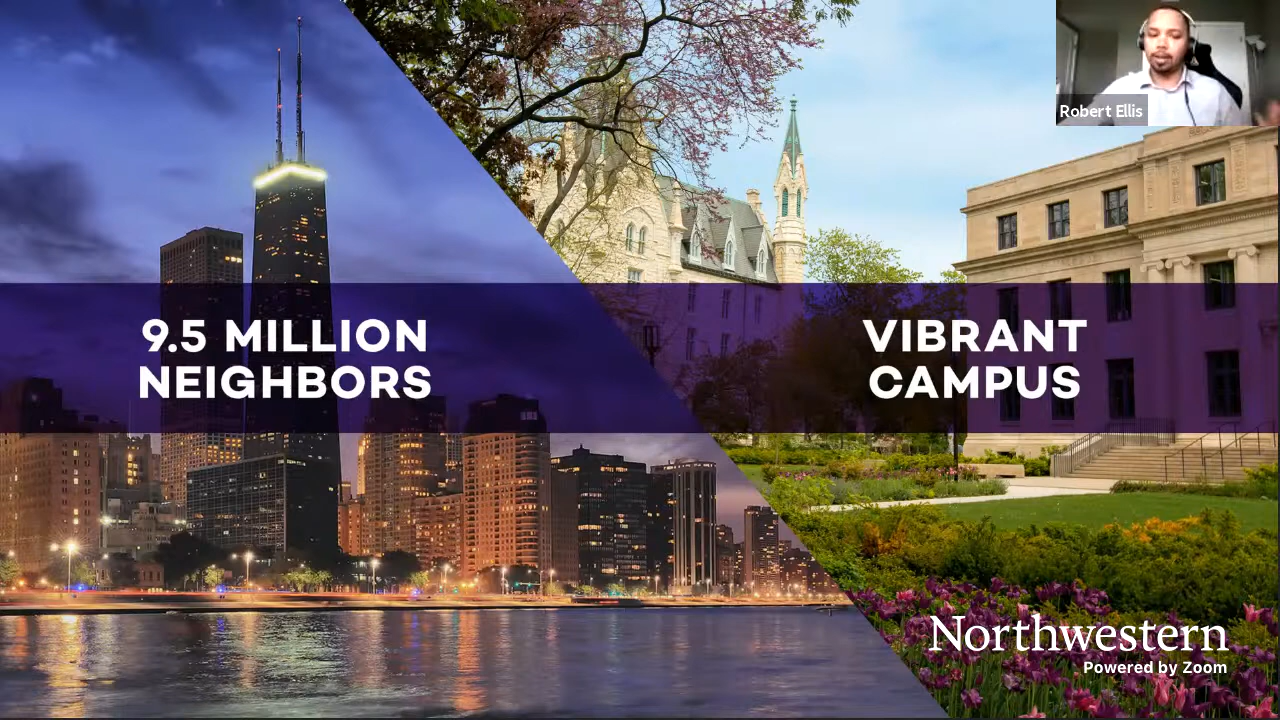 Robert Ellis
9.5 MILLION
NEIGHBORS
VIBRANT
CAMPUS
Northwestern
Powered by Zoom